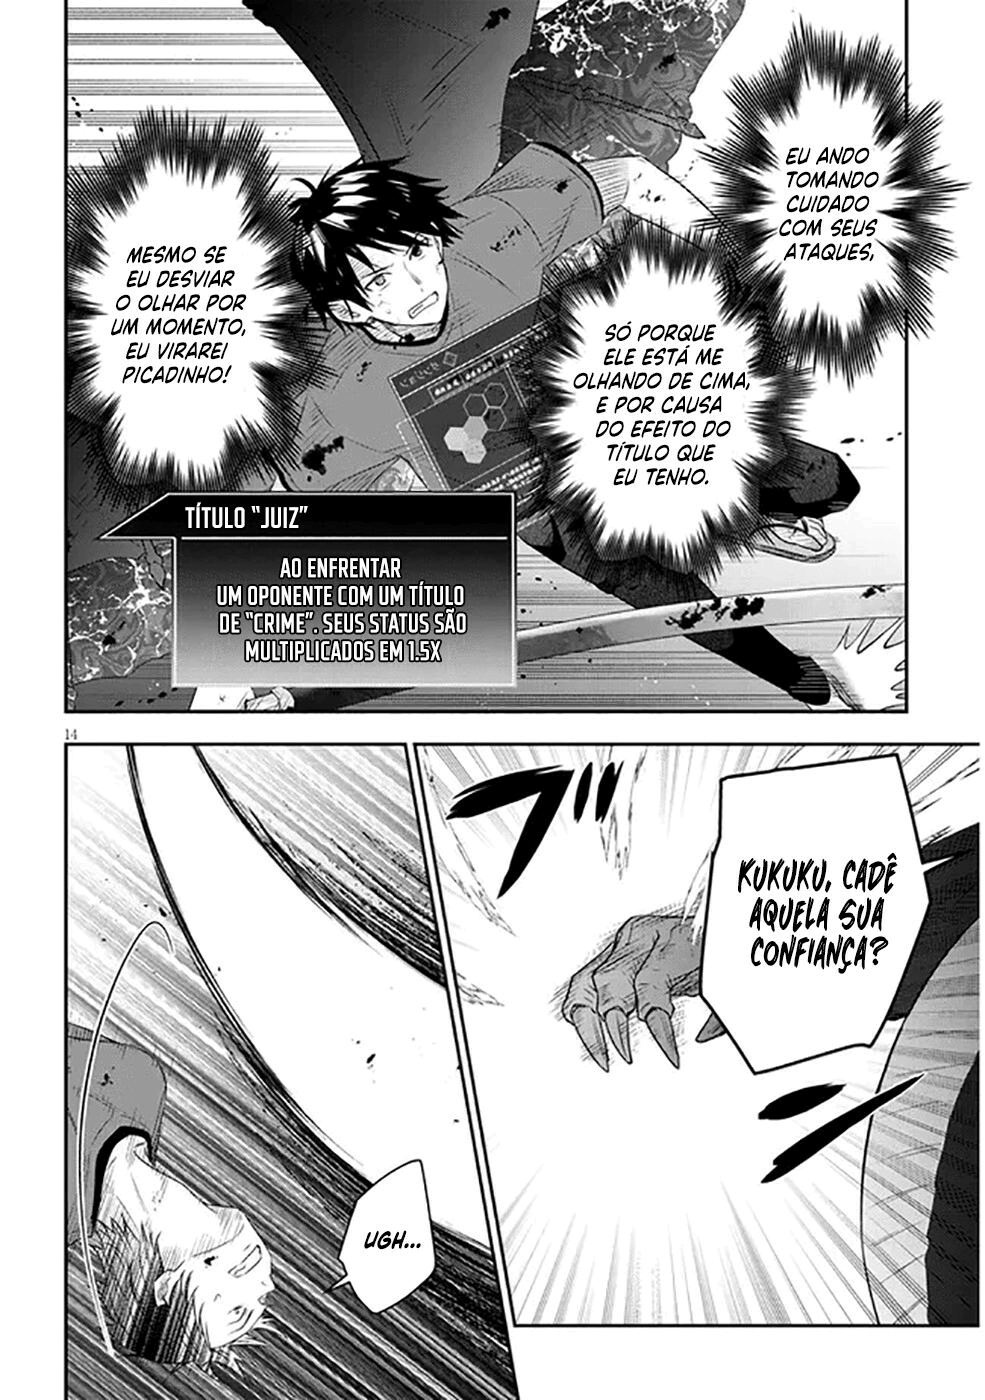 EU ANDO
TOMANDO
CUIDADO
COM SEUS
ATAQUES,
SÓ PORQUE
ELE ESTÁ ME
OLHANDO DE CIMA,
E POR CAUSA
DO EFEITO DO
TÍTULO QUE
EU TENHO.
MESMO SE
EU DESVIAR
O OLHAR POR
UM MOMENTO,
EU VIRAREI
PICADINHO!
TÍTULO “JUIZ”
AO ENFRENTAR
UM OPONENTE COM UM TÍTULO
DE “CRIME”. SEUS STATUS SÃO
MULTIPLICADOS EM 1.5X
14
ブン
KUKUKU, CADÊ
AQUELA SUA
CONFIANÇA?
UGH...